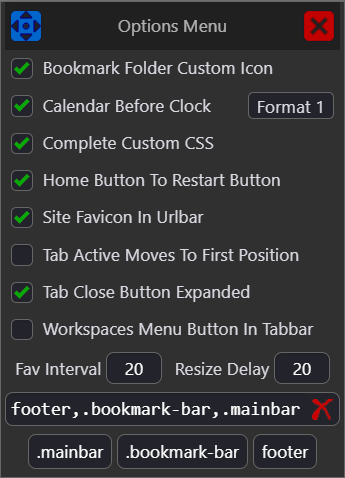 Options Menu
Bookmark Folder Custom Icon
Calendar Before Clock Format 1
Complete Custom CSS
Home Button To Restart Button
Site Favicon In Urlbar
Tab Active Moves To First Position
Tab Close Button Expanded
Workspaces Menu Button In Tabbar
Fav Interval 20 Resize Delay 20
footer,.bookmark-bar,.mainbar
.mainbar .bookmark-bar footer